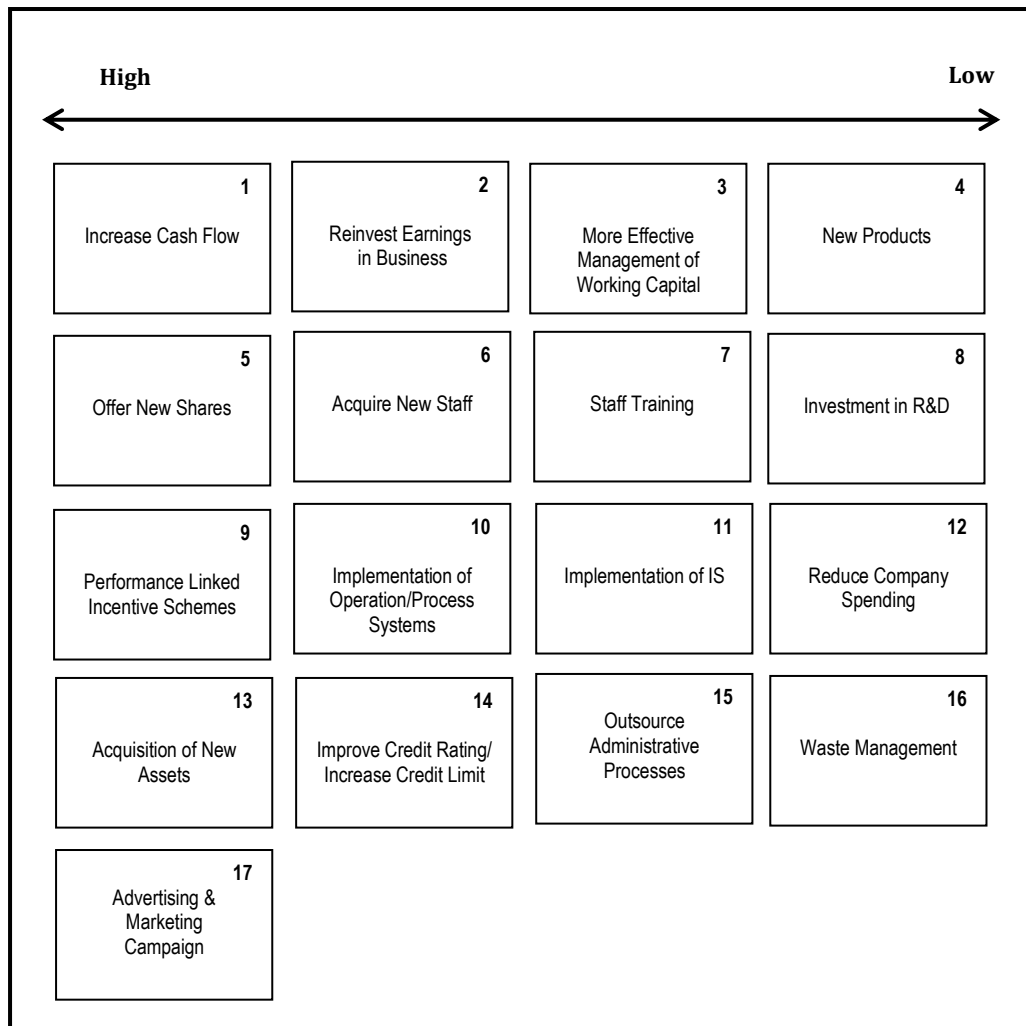 High
Low
1
Increase Cash Flow
2
Reinvest Earnings
in Business
3
More Effective
Management of
Working Capital
4
New Products
5
Offer New Shares
6
Acquire New Staff
7
Staff Training
8
Investment in R&D
9
Performance Linked
Incentive Schemes
10
Implementation of
Operation/Process
Systems
11
Implementation of IS
12
Reduce Company
Spending
13
Acquisition of New
Assets
14
Improve Credit Rating/
Increase Credit Limit
15
Outsource
Administrative
Processes
16
Waste Management
17
Advertising &
Marketing
Campaign